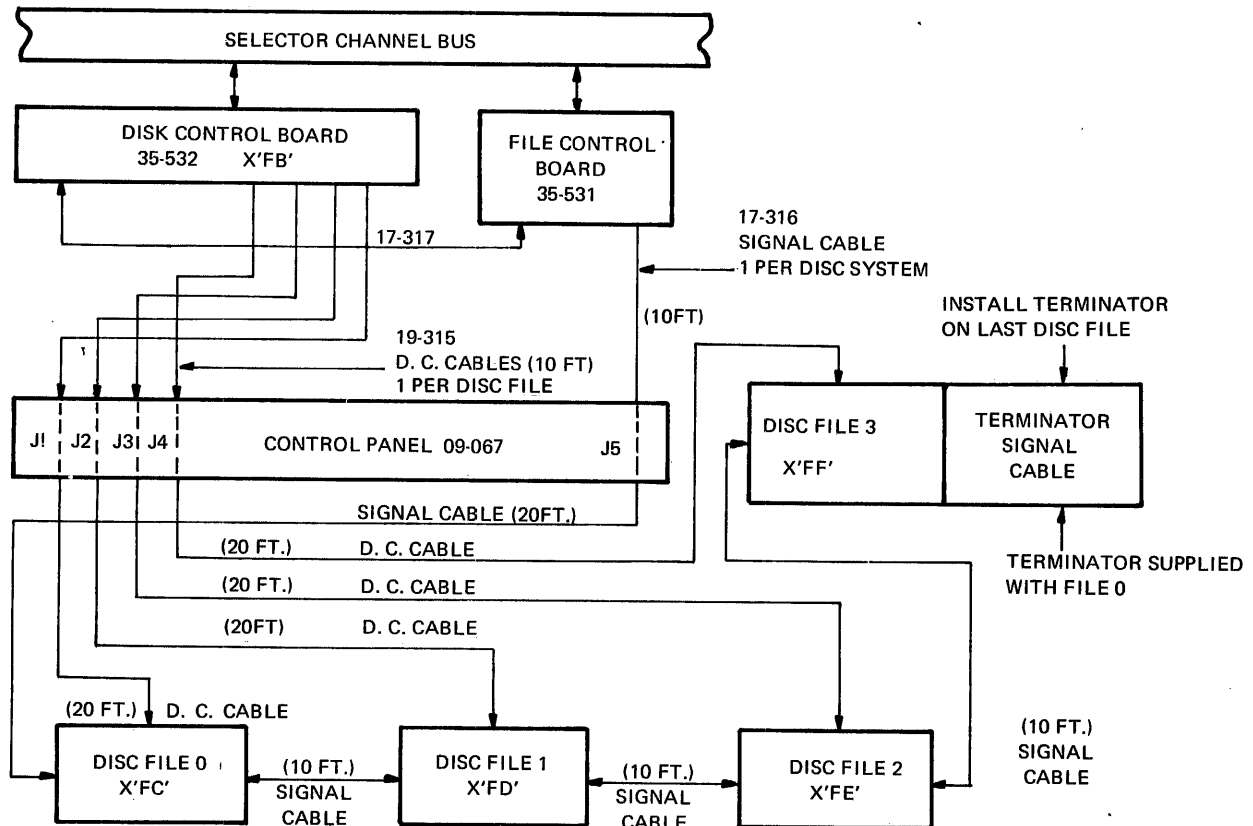 SELECTOR CHANNEL BUS
DISK CONTROL BOARD
35-532 X'FB'
FILE CONTROL
BOARD
35-531
17-317
17-316
SIGNAL CABLE
1 PER DISC SYSTEM
(10FT)
INSTALL TERMINATOR
ON LAST DISC FILE
19-315
D. C. CABLES (10 FT)
1 PER DISC FILE
J! J2 J3 J4 CONTROL PANEL 09-067 J5
DISC FILE 3
X'FF'
TERMINATOR
SIGNAL
CABLE
SIGNAL CABLE (20FT.)
(20 FT.) D. C. CABLE
TERMINATOR SUPPLIED
WITH FILE 0
(20 FT.) D. C. CABLE
(20FT) D. C. CABLE
(20 FT.) D. C. CABLE
DISC FILE 0
X'FC'
(10 FT.)
SIGNAL
CABLE
DISC FILE 1
X'FD'
(10 FT.)
SIGNAL
CABLE
DISC FILE 2
X'FE'
(10 FT.)
SIGNAL
CABLE